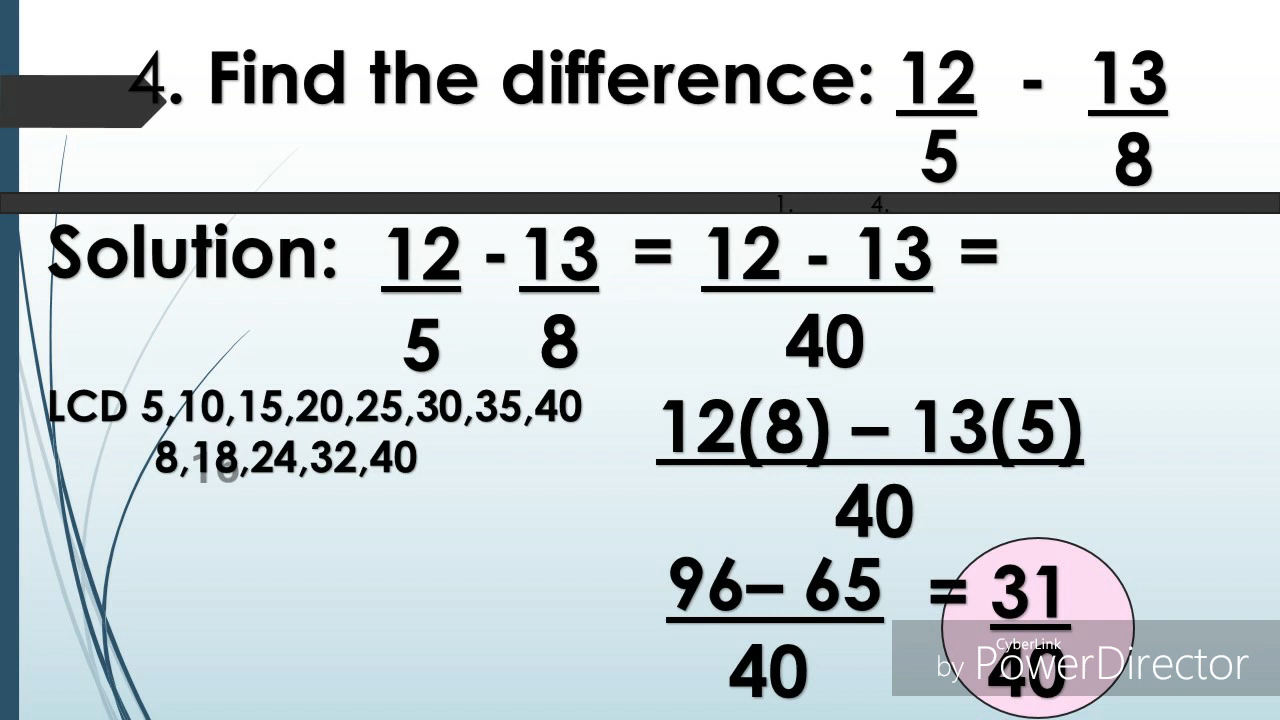 4. Find the difference: 12 - 13
5 8
1. 4.
Solution: 12 - 13 = 12 - 13 =
5 8 40
LCD 5,10,15,20,25,30,35,40
12(8) – 13(5)
8,18,24,32,40
16
40
96– 65 = 31
40 40
CyberLink
by PowerDirector